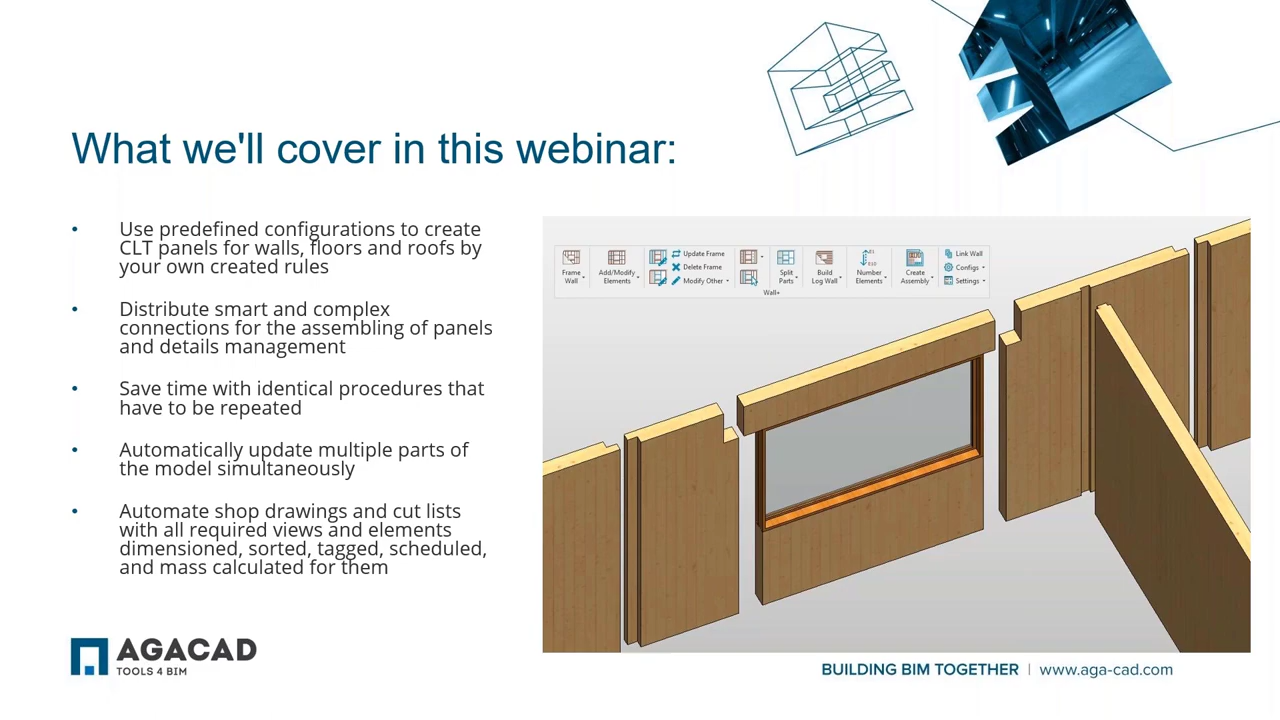 What we'll cover in this webinar:
• Use predefined configurations to create
CLT panels for walls, floors and roofs by
your own created rules
• Distribute smart and complex
connections for the assembling of panels
and details management
• Save time with identical procedures that
have to be repeated
• Automatically update multiple parts of
the model simultaneously
• Automate shop drawings and cut lists
with all required views and elements
dimensioned, sorted, tagged, scheduled,
and mass calculated for them
Frame
Wall
Add/Modify
Elements
Update Frame
Delete Frame
Modify Other
Split
Parts
Build
Log Wall
Number
Elements
Create
Assembly
Link Wall
Configs
Settings
Wall+
AGACAD
TOOLS 4 BIM
BUILDING BIM TOGETHER | www.aga-cad.com